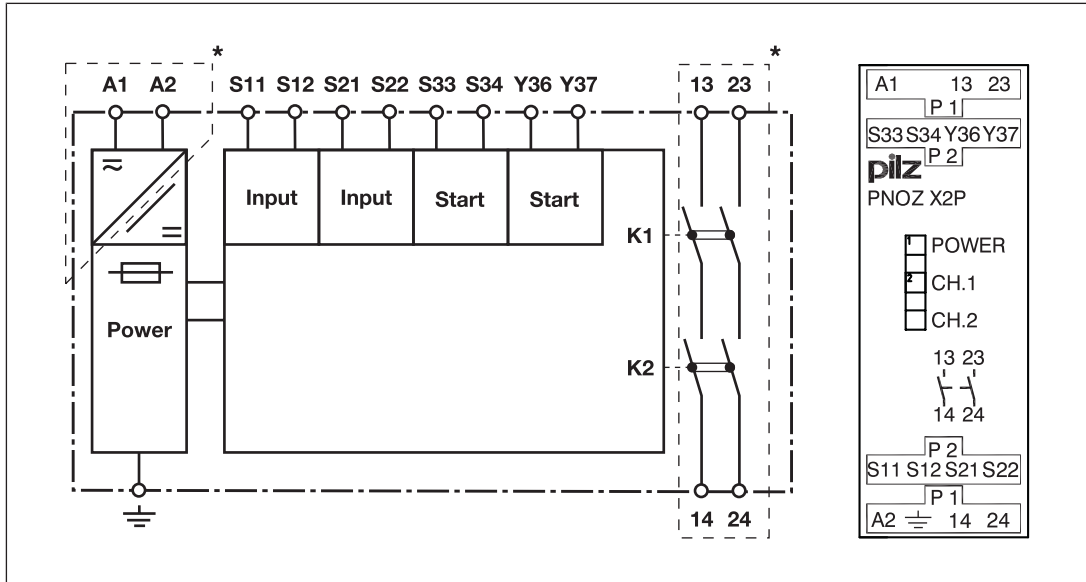 * *
A1 A2 S11 S12 S21 S22 S33 S34 Y36 Y37 13 23
Input Input Start Start
K1
Power
K2
14 24
A1 13 23
P 1
S33 S34 Y36 Y37
P 2
pilz
PNOZ X2P
1 POWER
2 CH.1
CH.2
13 23
14 24
P 2
S11 S12 S21 S22
P 1
A2 14 24